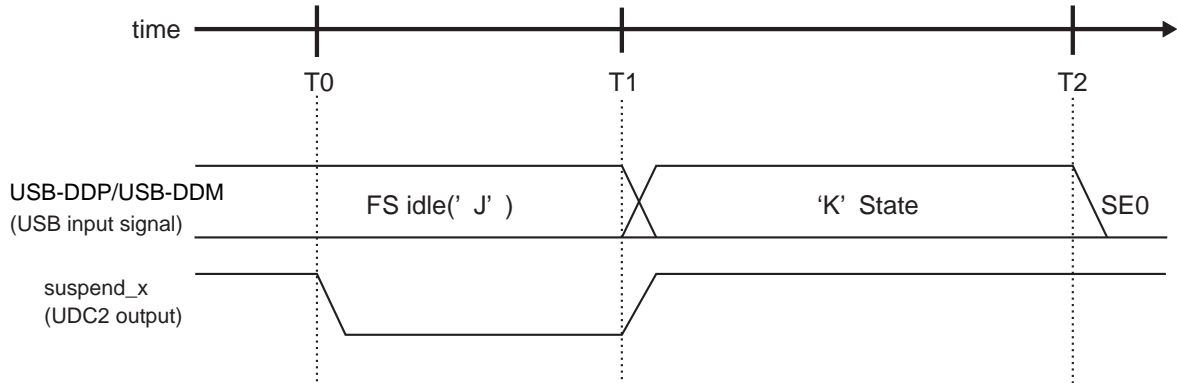 time
T0 T1 T2
USB-DDP/USB-DDM
(USB input signal)
FS idle(’ J’ )
‘K’ State
SE0
suspend_x
(UDC2 output)